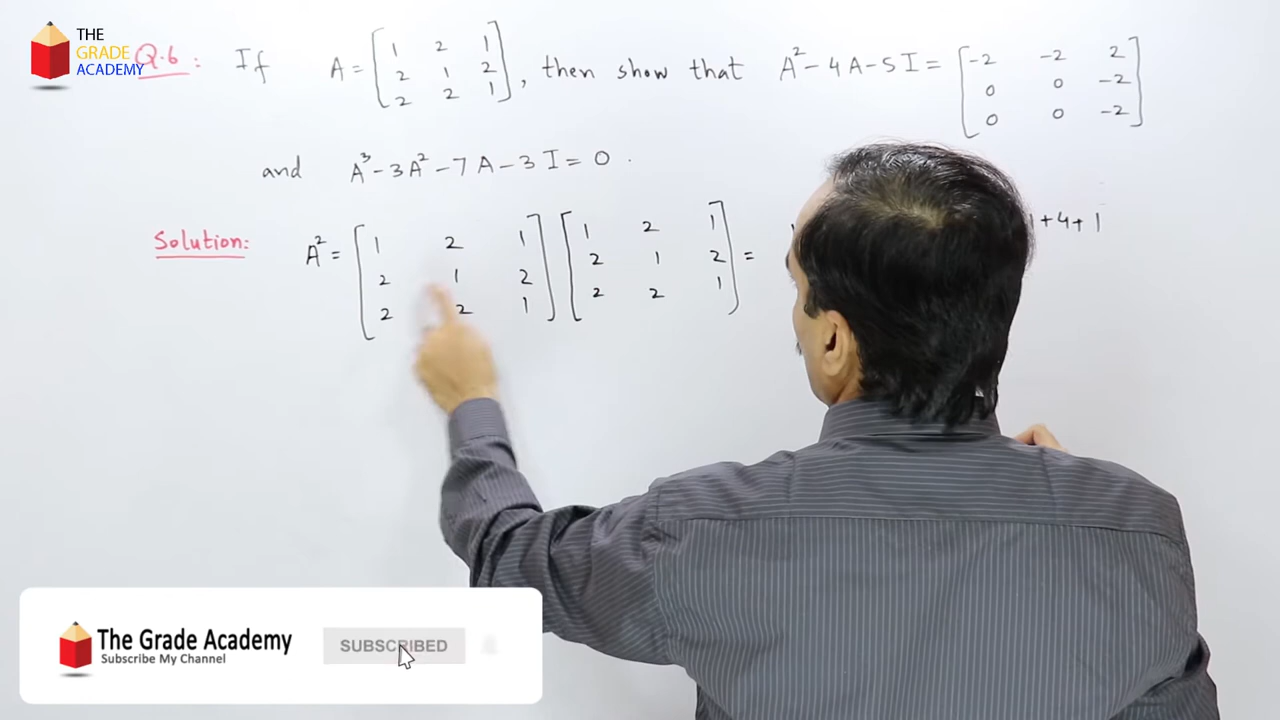 THE
GRADE
ACADEMY
Q.6 : If A = [1 2 1], then show that A² - 4A - 5I = [-2 -2 2]
2 1 2 0 0 -2
2 2 1 0 0 -2
and A³ - 3A² - 7A - 3I = 0 .
Solution: A² = [1 2 1] [1 2 1] = 1+4+1
2 1 2 2 1 2
2 2 1 2 2 1
The Grade Academy
Subscribe My Channel
SUBSCRIBED